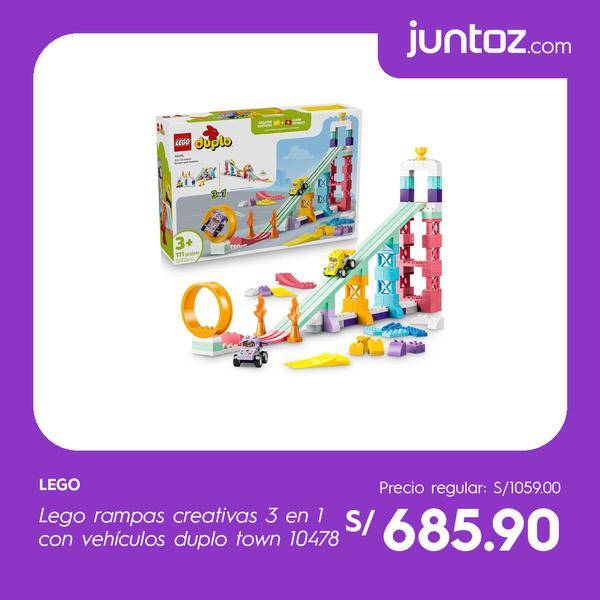 juntoz.com
LEGO
duplo
3in1
3+
111
LEGO
Precio regular: S/1059.00
Lego rampas creativas 3 en 1
con vehículos duplo town 10478
S/ 685.90